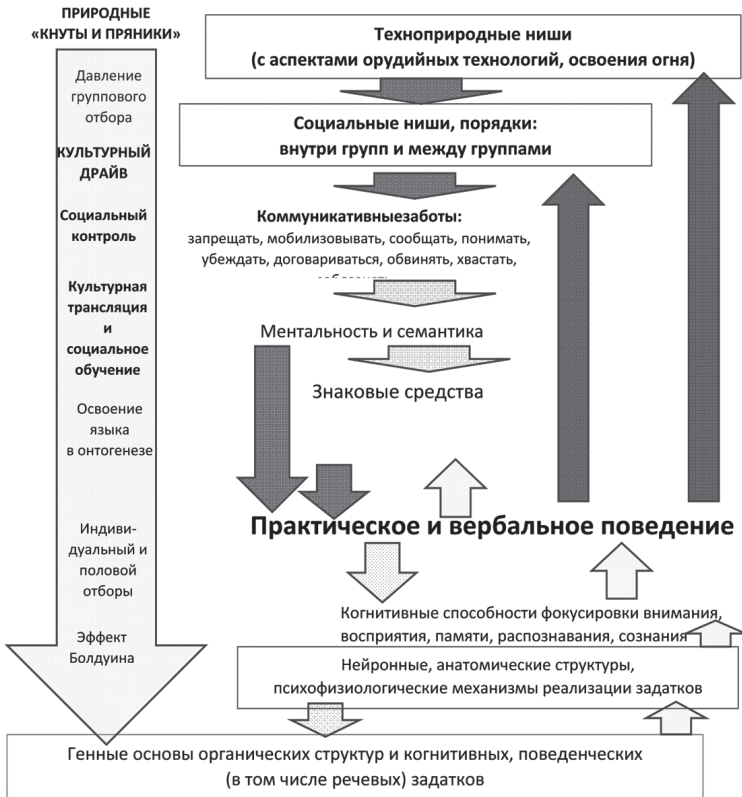 ПРИРОДНЫЕ
«КНУТЫ И ПРЯНИКИ»
Давление
группового
отбора
КУЛЬТУРНЫЙ
ДРАЙВ
Социальный
контроль
Культурная
трансляция
и
социальное
обучение
Освоение
языка
в онтогенезе
Индиви-
дуальный и
половой
отборы
Эффект
Болдуина
Техноприродные ниши
(с аспектами орудийных технологий, освоения огня)
Социальные ниши, порядки:
внутри групп и между группами
Коммуникативныезаботы:
запрещать, мобилизовывать, сообщать, понимать,
убеждать, договариваться, обвинять, хвастать,
Ментальность и семантика
Знаковые средства
Практическое и вербальное поведение
Когнитивные способности фокусировки внимания,
восприятия, памяти, распознавания, сознания
Нейронные, анатомические структуры,
психофизиологические механизмы реализации задатков
Генные основы органических структур и когнитивных, поведенческих
(в том числе речевых) задатков